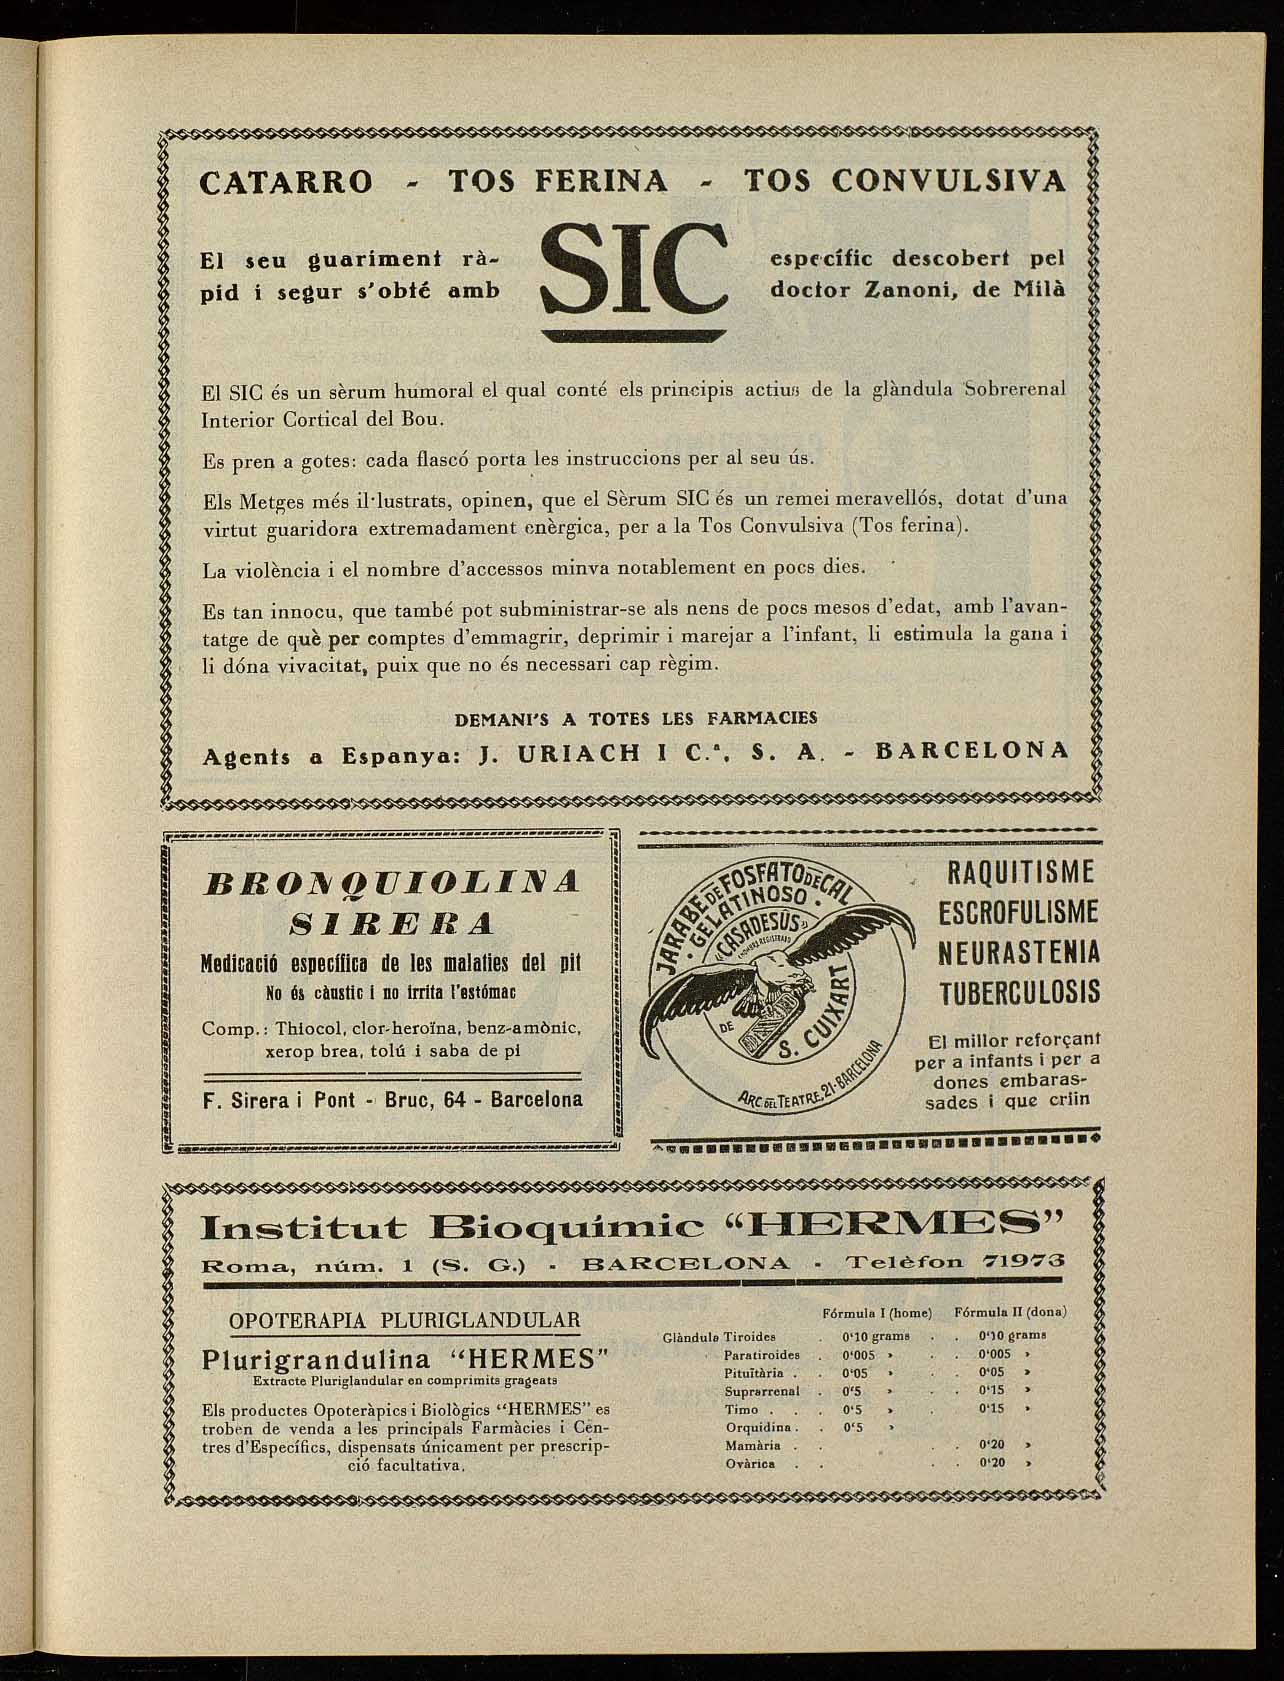 CATARRO - TOS FERINA - TOS CONVULSIVA
El seu guariment rà-
pid i segur s'obté amb
SIC
específic descobert pel
doctor Zanoni, de Milà
El SIC és un sèrum humoral el qual conté els principis actius de la glàndula Sobrerenal
Interior Cortical del Bou.
Es pren a gotes: cada flascó porta les instruccions per al seu ús.
Els Metges més il·lustrats, opinen, que el Sèrum SIC és un remei meravellós, dotat d'una
virtut guaridora extremadament enèrgica, per a la Tos Convulsiva (Tos ferina).
La violència i el nombre d'accessos minva notablement en pocs dies.
Es tan innocu, que també pot subministrar-se als nens de pocs mesos d'edat, amb l'avan-
tatge de què per comptes d'emmagrir, deprimir i marejar a l'infant, li estimula la gana i
li dóna vivacitat, puix que no és necessari cap règim.
DEMANI'S A TOTES LES FARMACIES
Agents a Espanya: J. URIACH I C.ª, S. A. - BARCELONA
BRONQUIOLINA
SIRERA
Medicació específica de les malaties del pit
No és càustic i no irrita l'estómac
Comp.: Thiocol, clor-heroïna, benz-amònic,
xerop brea, tolú i saba de pi
F. Sirera i Pont - Bruc, 64 - Barcelona
JARABE DE FOSFATO DE CAL
GELATINOSO
"CASADESÚS"
NOMBRE REGISTRADO
DE
S. CUIXART
ARC DEL TEATRE, 21-BARCELONA
RAQUITISME
ESCROFULISME
NEURASTENIA
TUBERCULOSIS
El millor reforçant
per a infants i per a
dones embaras-
sades i que criin
Institut Bioquímic "HERMES"
Roma, núm. 1 (S. G.) - BARCELONA - Telèfon 71973
OPOTERAPIA PLURIGLANDULAR
Plurigrandulina "HERMES"
Extracte Pluriglandular en comprimits grageats
Els productes Opoteràpics i Biològics "HERMES" es
troben de venda a les principals Farmàcies i Cen-
tres d'Específics, dispensats únicament per prescrip-
ció facultativa.
Fórmula I (home) Fórmula II (dona)
Glàndula Tiroides . 0'10 grams . . 0'10 grams
Paratiroides . 0'005 » . . 0'005 »
Pituïtària . . 0'05 » . . 0'05 »
Suprarrenal . 0'5 » . . 0'15 »
Timo . . . 0'5 » . 0'15 »
Orquidina . . 0'5 »
Mamària . . . . 0'20 »
Ovàrica . . . . 0'20 »